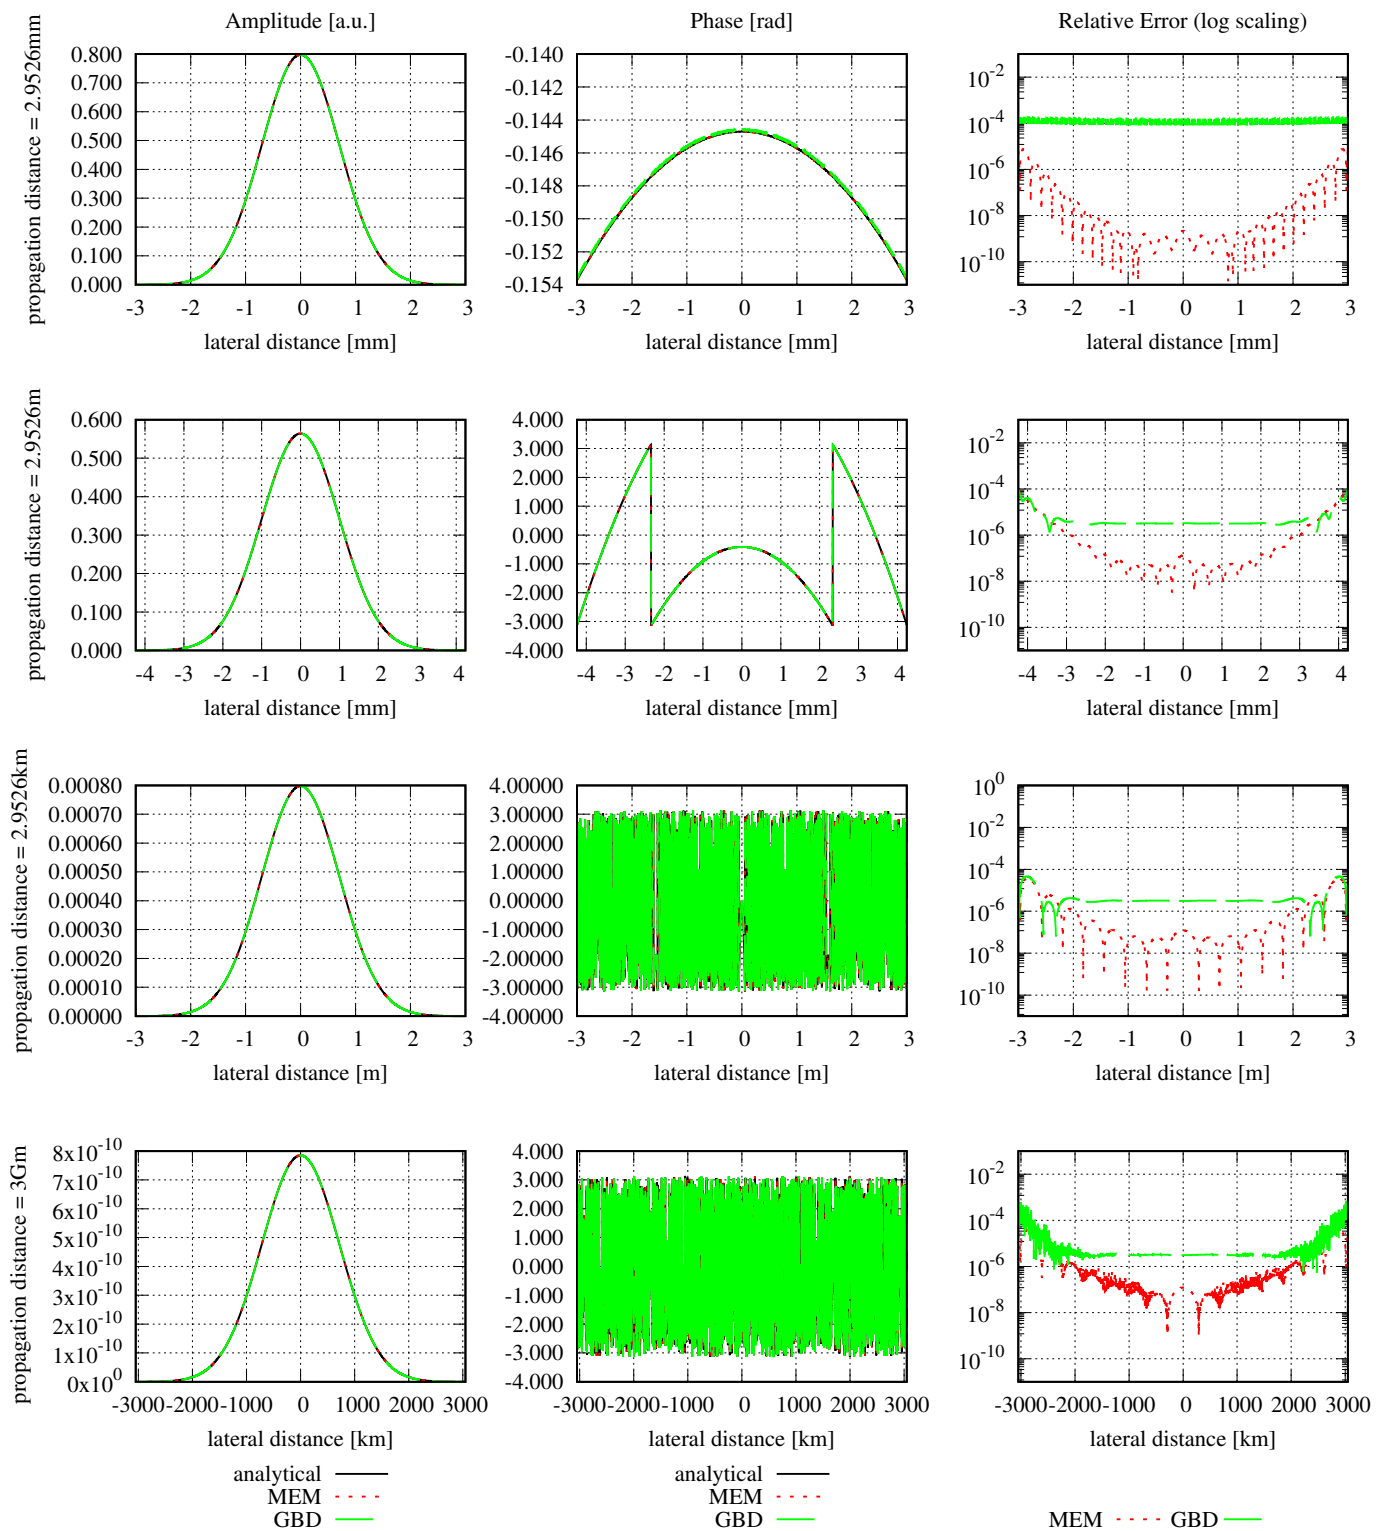 Amplitude [a.u.]
Phase [rad]
Relative Error (log scaling)
propagation distance = 2.9526mm
0.800
0.700
0.600
0.500
0.400
0.300
0.200
0.100
0.000
-3 -2 -1 0 1 2 3
lateral distance [mm]
-0.140
-0.142
-0.144
-0.146
-0.148
-0.150
-0.152
-0.154
-3 -2 -1 0 1 2 3
lateral distance [mm]
10^-2
10^-4
10^-6
10^-8
10^-10
-3 -2 -1 0 1 2 3
lateral distance [mm]
propagation distance = 2.9526m
0.600
0.500
0.400
0.300
0.200
0.100
0.000
-4 -3 -2 -1 0 1 2 3 4
lateral distance [mm]
4.000
3.000
2.000
1.000
0.000
-1.000
-2.000
-3.000
-4.000
-4 -3 -2 -1 0 1 2 3 4
lateral distance [mm]
10^-2
10^-4
10^-6
10^-8
10^-10
-4 -3 -2 -1 0 1 2 3 4
lateral distance [mm]
propagation distance = 2.9526km
0.00080
0.00070
0.00060
0.00050
0.00040
0.00030
0.00020
0.00010
0.00000
-3 -2 -1 0 1 2 3
lateral distance [m]
4.00000
3.00000
2.00000
1.00000
0.00000
-1.00000
-2.00000
-3.00000
-4.00000
-3 -2 -1 0 1 2 3
lateral distance [m]
10^0
10^-2
10^-4
10^-6
10^-8
10^-10
-3 -2 -1 0 1 2 3
lateral distance [m]
propagation distance = 3Gm
8x10^-10
7x10^-10
6x10^-10
5x10^-10
4x10^-10
3x10^-10
2x10^-10
1x10^-10
0x10^0
-3000 -2000 -1000 0 1000 2000 3000
lateral distance [km]
4.000
3.000
2.000
1.000
0.000
-1.000
-2.000
-3.000
-4.000
-3000 -2000 -1000 0 1000 2000 3000
lateral distance [km]
10^-2
10^-4
10^-6
10^-8
10^-10
-3000 -2000 -1000 0 1000 2000 3000
lateral distance [km]
analytical
MEM
GBD
analytical
MEM
GBD
MEM GBD